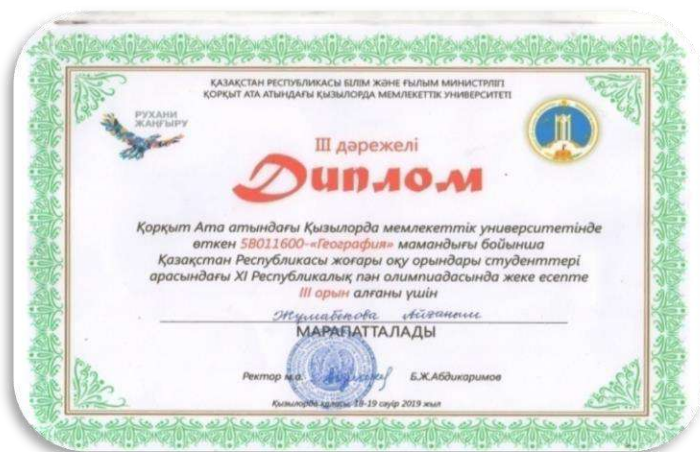 ҚАЗАҚСТАН РЕСПУБЛИКАСЫ БІЛІМ ЖӘНЕ ҒЫЛЫМ МИНИСТРЛІГІ
ҚОРҚЫТ АТА АТЫНДАҒЫ ҚЫЗЫЛОРДА МЕМЛЕКЕТТІК УНИВЕРСИТЕТІ
РУХАНИ
ЖАҢҒЫРУ
III дәрежелі
Диплом
Қорқыт Ата атындағы Қызылорда мемлекеттік университетінде
өткен 5В011600-«География» мамандығы бойынша
Қазақстан Республикасы жоғары оқу орындары студенттері
арасындағы XI Республикалық пән олимпиадасында жеке есепте
III орын алғаны үшін
Жумабекова Айганым
МАРАПАТТАЛАДЫ
Ректор м.а. Б.Ж.Абдикаримов
Қызылорда қаласы, 18-19 сәуір 2019 жыл